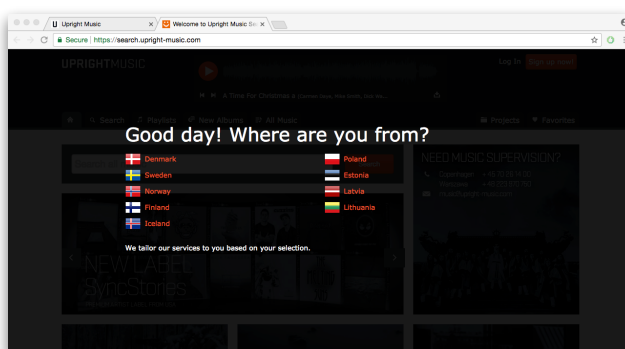 Upright Music
Welcome to Upright Music Se
Secure | https://search.upright-music.com
UPRIGHTMUSIC
Log In
Sign up now!
A Time For Christmas
Search
Playlists
New Albums
All Music
Projects
Favorites
Good day! Where are you from?
Denmark
Poland
Sweden
Estonia
Norway
Latvia
Finland
Lithuania
Iceland
We tailor our services to you based on your selection.
NEED MUSIC SUPERVISION?
Copenhagen
Warszawa
NEW LABEL
SyncStories